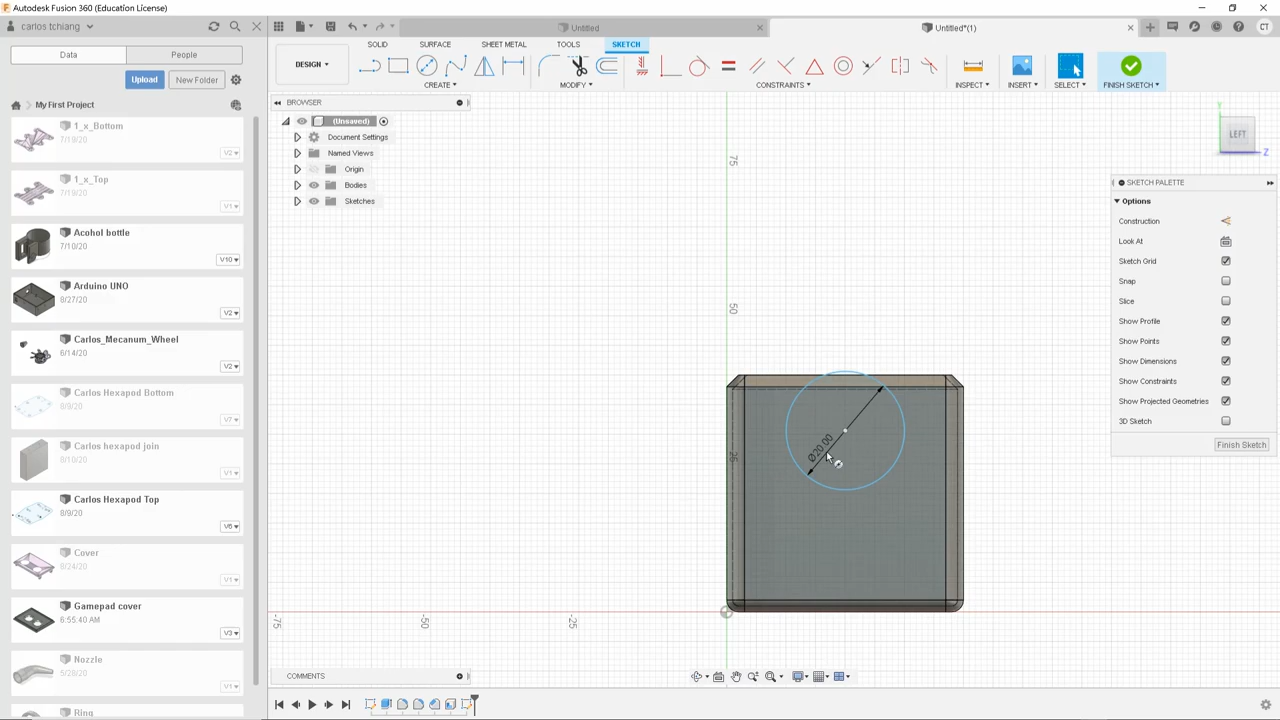 Autodesk Fusion 360 (Education License)
carlos tchiang
Untitled
Untitled*(1)
CT
Data
People
DESIGN
SOLID
SURFACE
SHEET METAL
TOOLS
SKETCH
Upload
New Folder
CREATE
MODIFY
CONSTRAINTS
INSPECT
INSERT
SELECT
FINISH SKETCH
My First Project
BROWSER
(Unsaved)
Document Settings
Named Views
Origin
Bodies
Sketches
1_x_Bottom
7/19/20
V2
1_x_Top
7/19/20
V1
Acohol bottle
7/10/20
V10
Arduino UNO
8/27/20
V2
Carlos_Mecanum_Wheel
6/14/20
V2
Carlos Hexapod Bottom
8/9/20
V7
Carlos hexapod join
8/10/20
V1
Carlos Hexapod Top
8/9/20
V6
Cover
8/24/20
V1
Gamepad cover
6:55:40 AM
V3
Nozzle
5/28/20
V1
Ring
LEFT
Y
Z
SKETCH PALETTE
Options
Construction
Look At
Sketch Grid
Snap
Slice
Show Profile
Show Points
Show Dimensions
Show Constraints
Show Projected Geometries
3D Sketch
Finish Sketch
75
50
25
Ø20.00
-75
-50
-25
COMMENTS